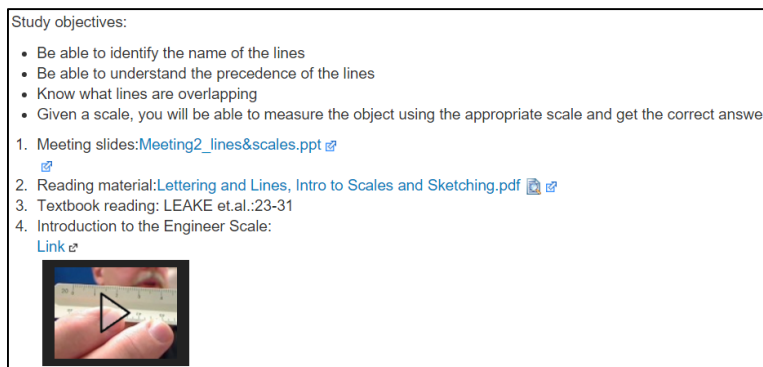 Study objectives:
Be able to identify the name of the lines
Be able to understand the precedence of the lines
Know what lines are overlapping
Given a scale, you will be able to measure the object using the appropriate scale and get the correct answe
1. Meeting slides:Meeting2_lines&scales.ppt
2. Reading material:Lettering and Lines, Intro to Scales and Sketching.pdf
3. Textbook reading: LEAKE et.al.:23-31
4. Introduction to the Engineer Scale:
Link